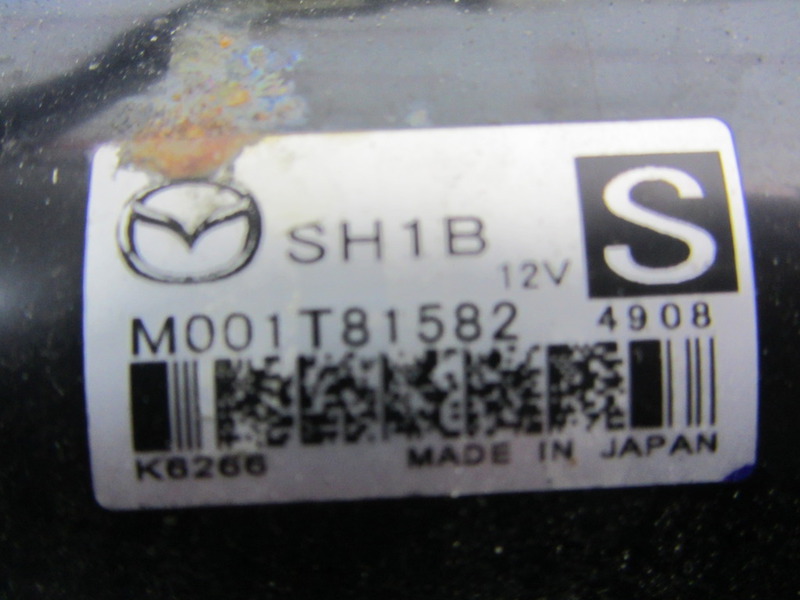 SH1B 12V S
M001T81582 4908
K6266 MADE IN JAPAN